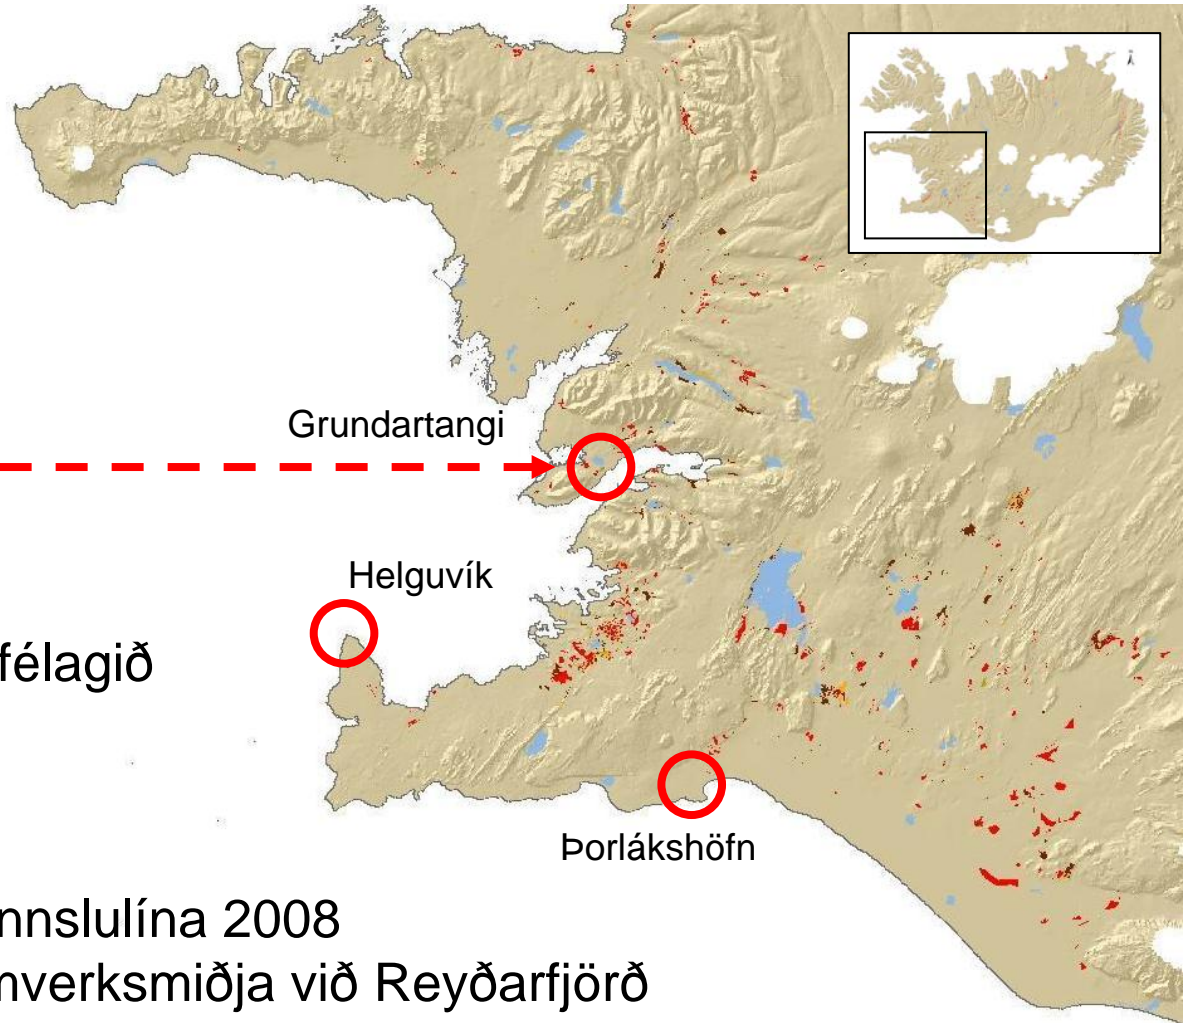 Grundartangi
Helguvík
félagið
Þorlákshöfn
nnslulína 2008
nverksmiðja við Reyðarfjörð